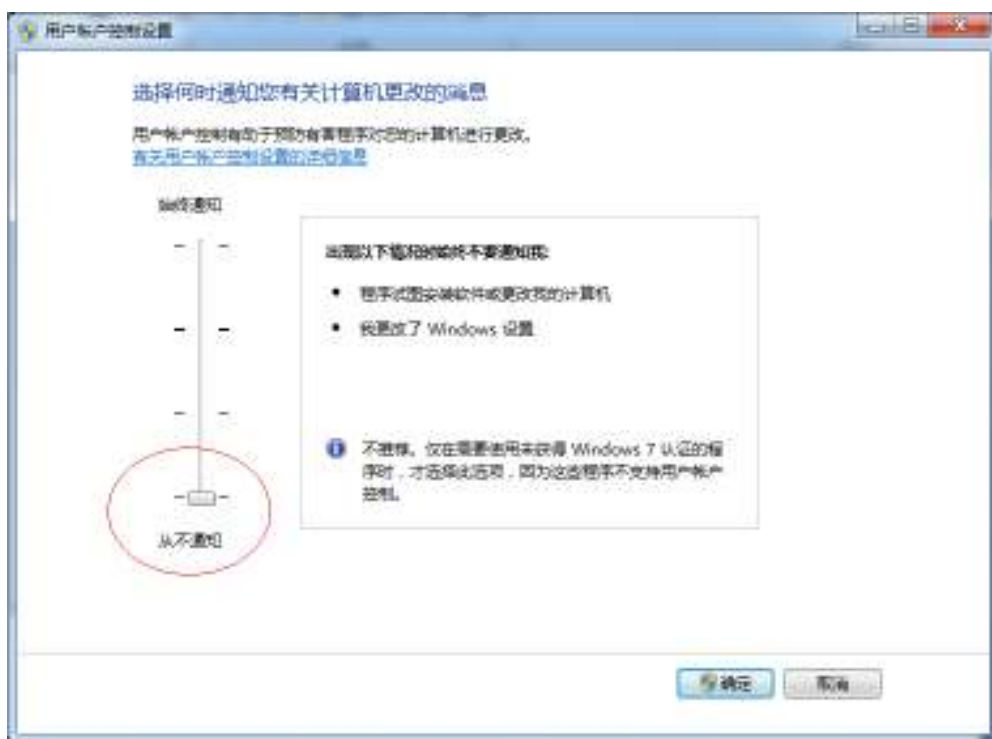 用户帐户控制设置
选择何时通知您有关计算机更改的消息
用户帐户控制有助于预防有害程序对您的计算机进行更改。
有关用户帐户控制设置的详细信息
始终通知
出现以下情况时始终不要通知我:
程序试图安装软件或更改我的计算机
我更改了 Windows 设置
不推荐。仅在需要使用未获得 Windows 7 认证的程
序时，才选择此选项，因为这些程序不支持用户帐户
控制。
从不通知
确定
取消